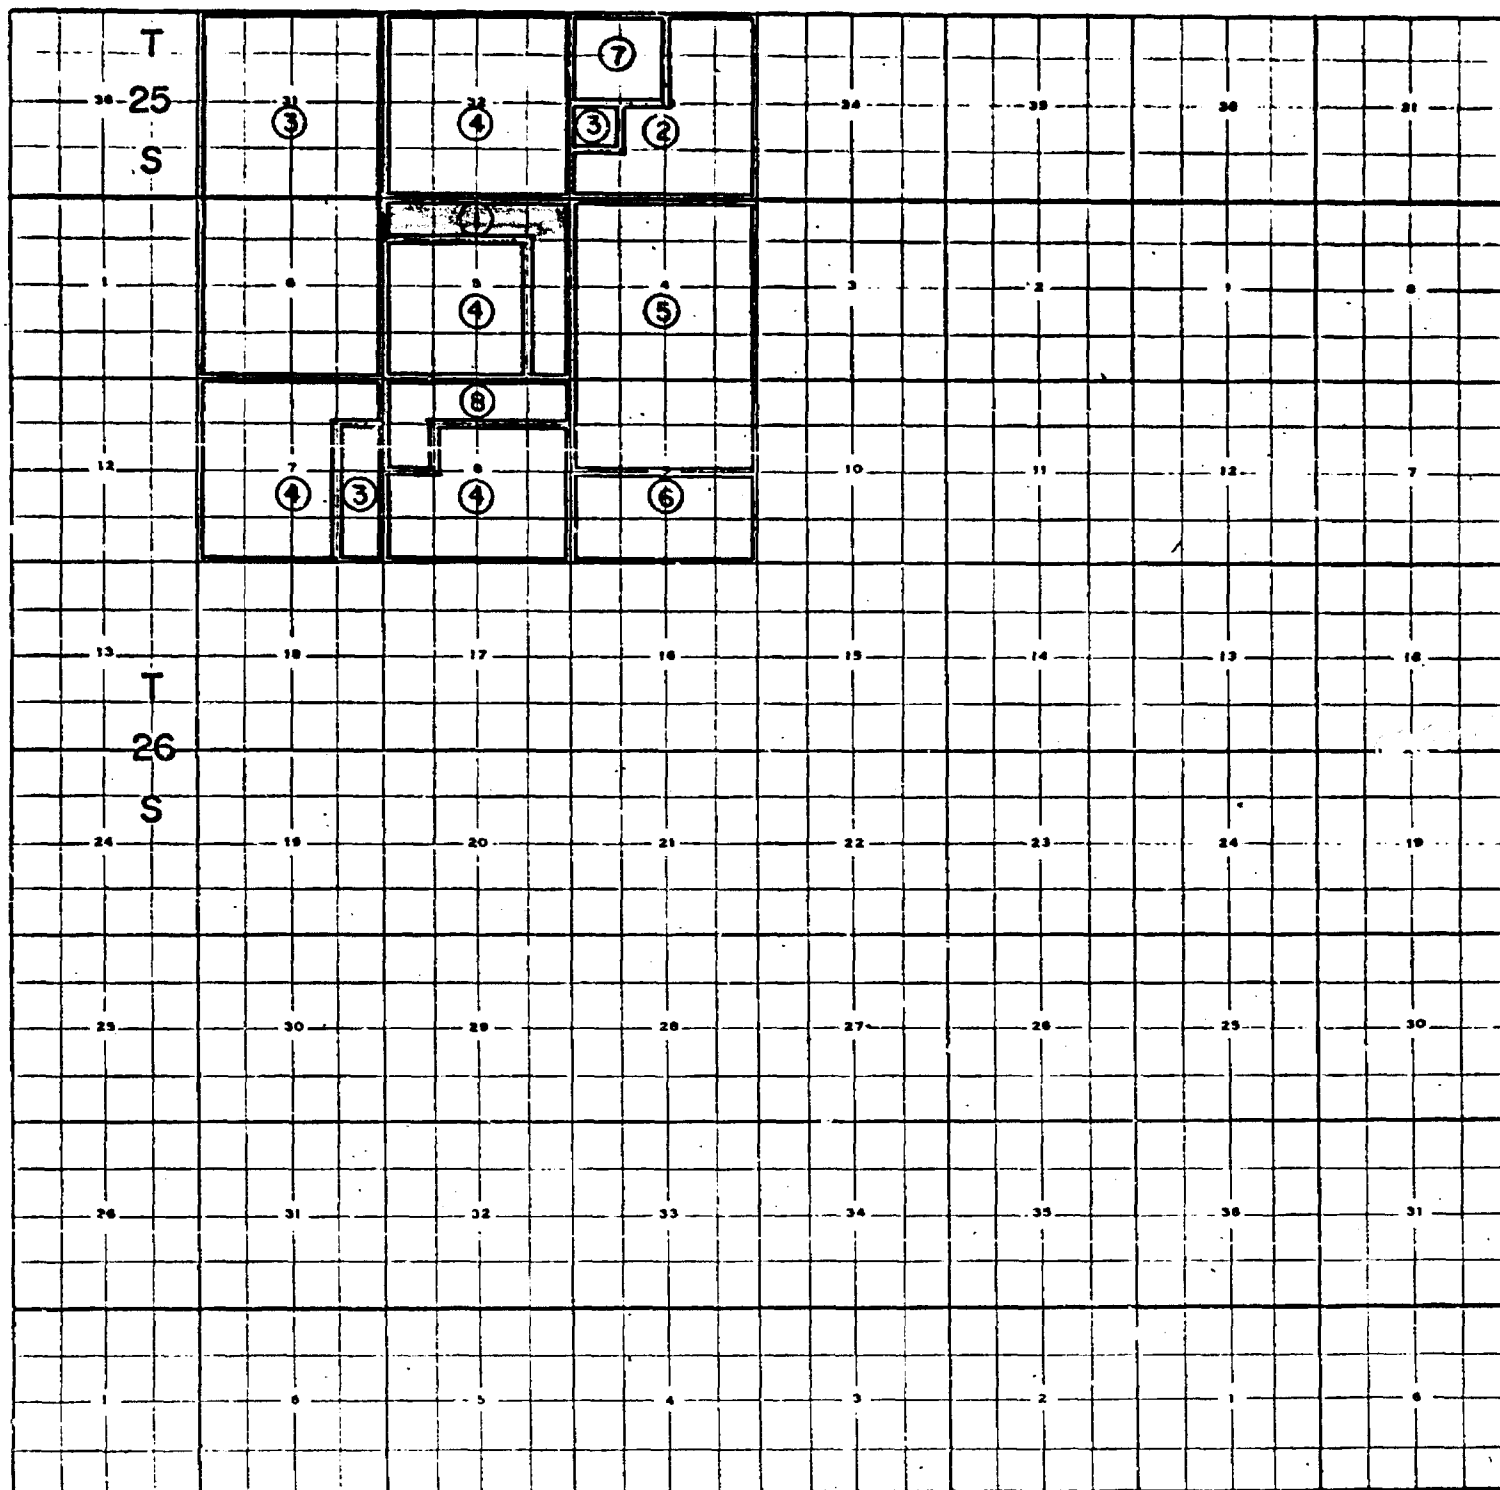 T
⑦
36 25 31 32 34 35 36 31
③ ④ ③ ②
S
1 6 5 4 3 2 1 6
④ ⑤
⑧
12 7 8 9 10 11 12 7
④ ③ ④ ⑥
13 18 17 16 15 14 13 18
T
26
S
24 19 20 21 22 23 24 19
25 30 29 28 27 26 25 30
26 31 32 33 34 35 36 31
1 6 5 4 3 2 1 6